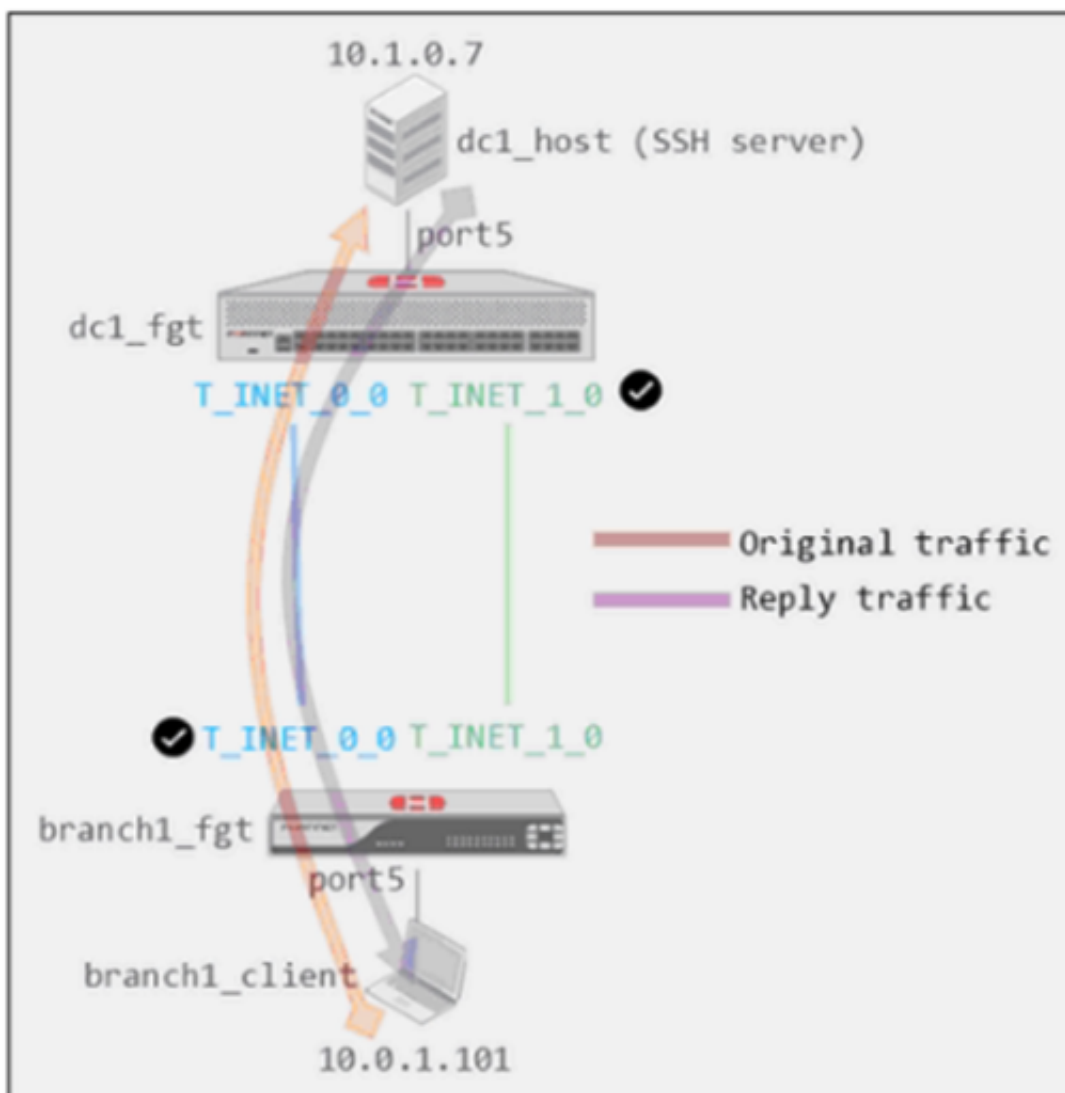 10.1.0.7
dc1_host (SSH server)
port5
dc1_fgt
T_INET_0_0 T_INET_1_0
Original traffic
Reply traffic
T_INET_0_0 T_INET_1_0
branch1_fgt
port5
branch1_client
10.0.1.101